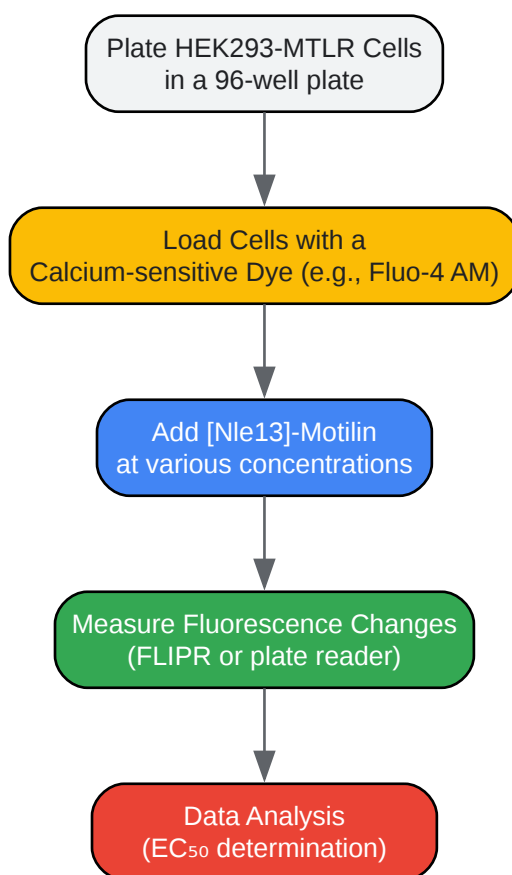 Plate HEK293-MTLR Cells
in a 96-well plate
Load Cells with a
Calcium-sensitive Dye (e.g., Fluo-4 AM)
Add [Nle13]-Motilin
at various concentrations
Measure Fluorescence Changes
(FLIPR or plate reader)
Data Analysis
(EC₅₀ determination)